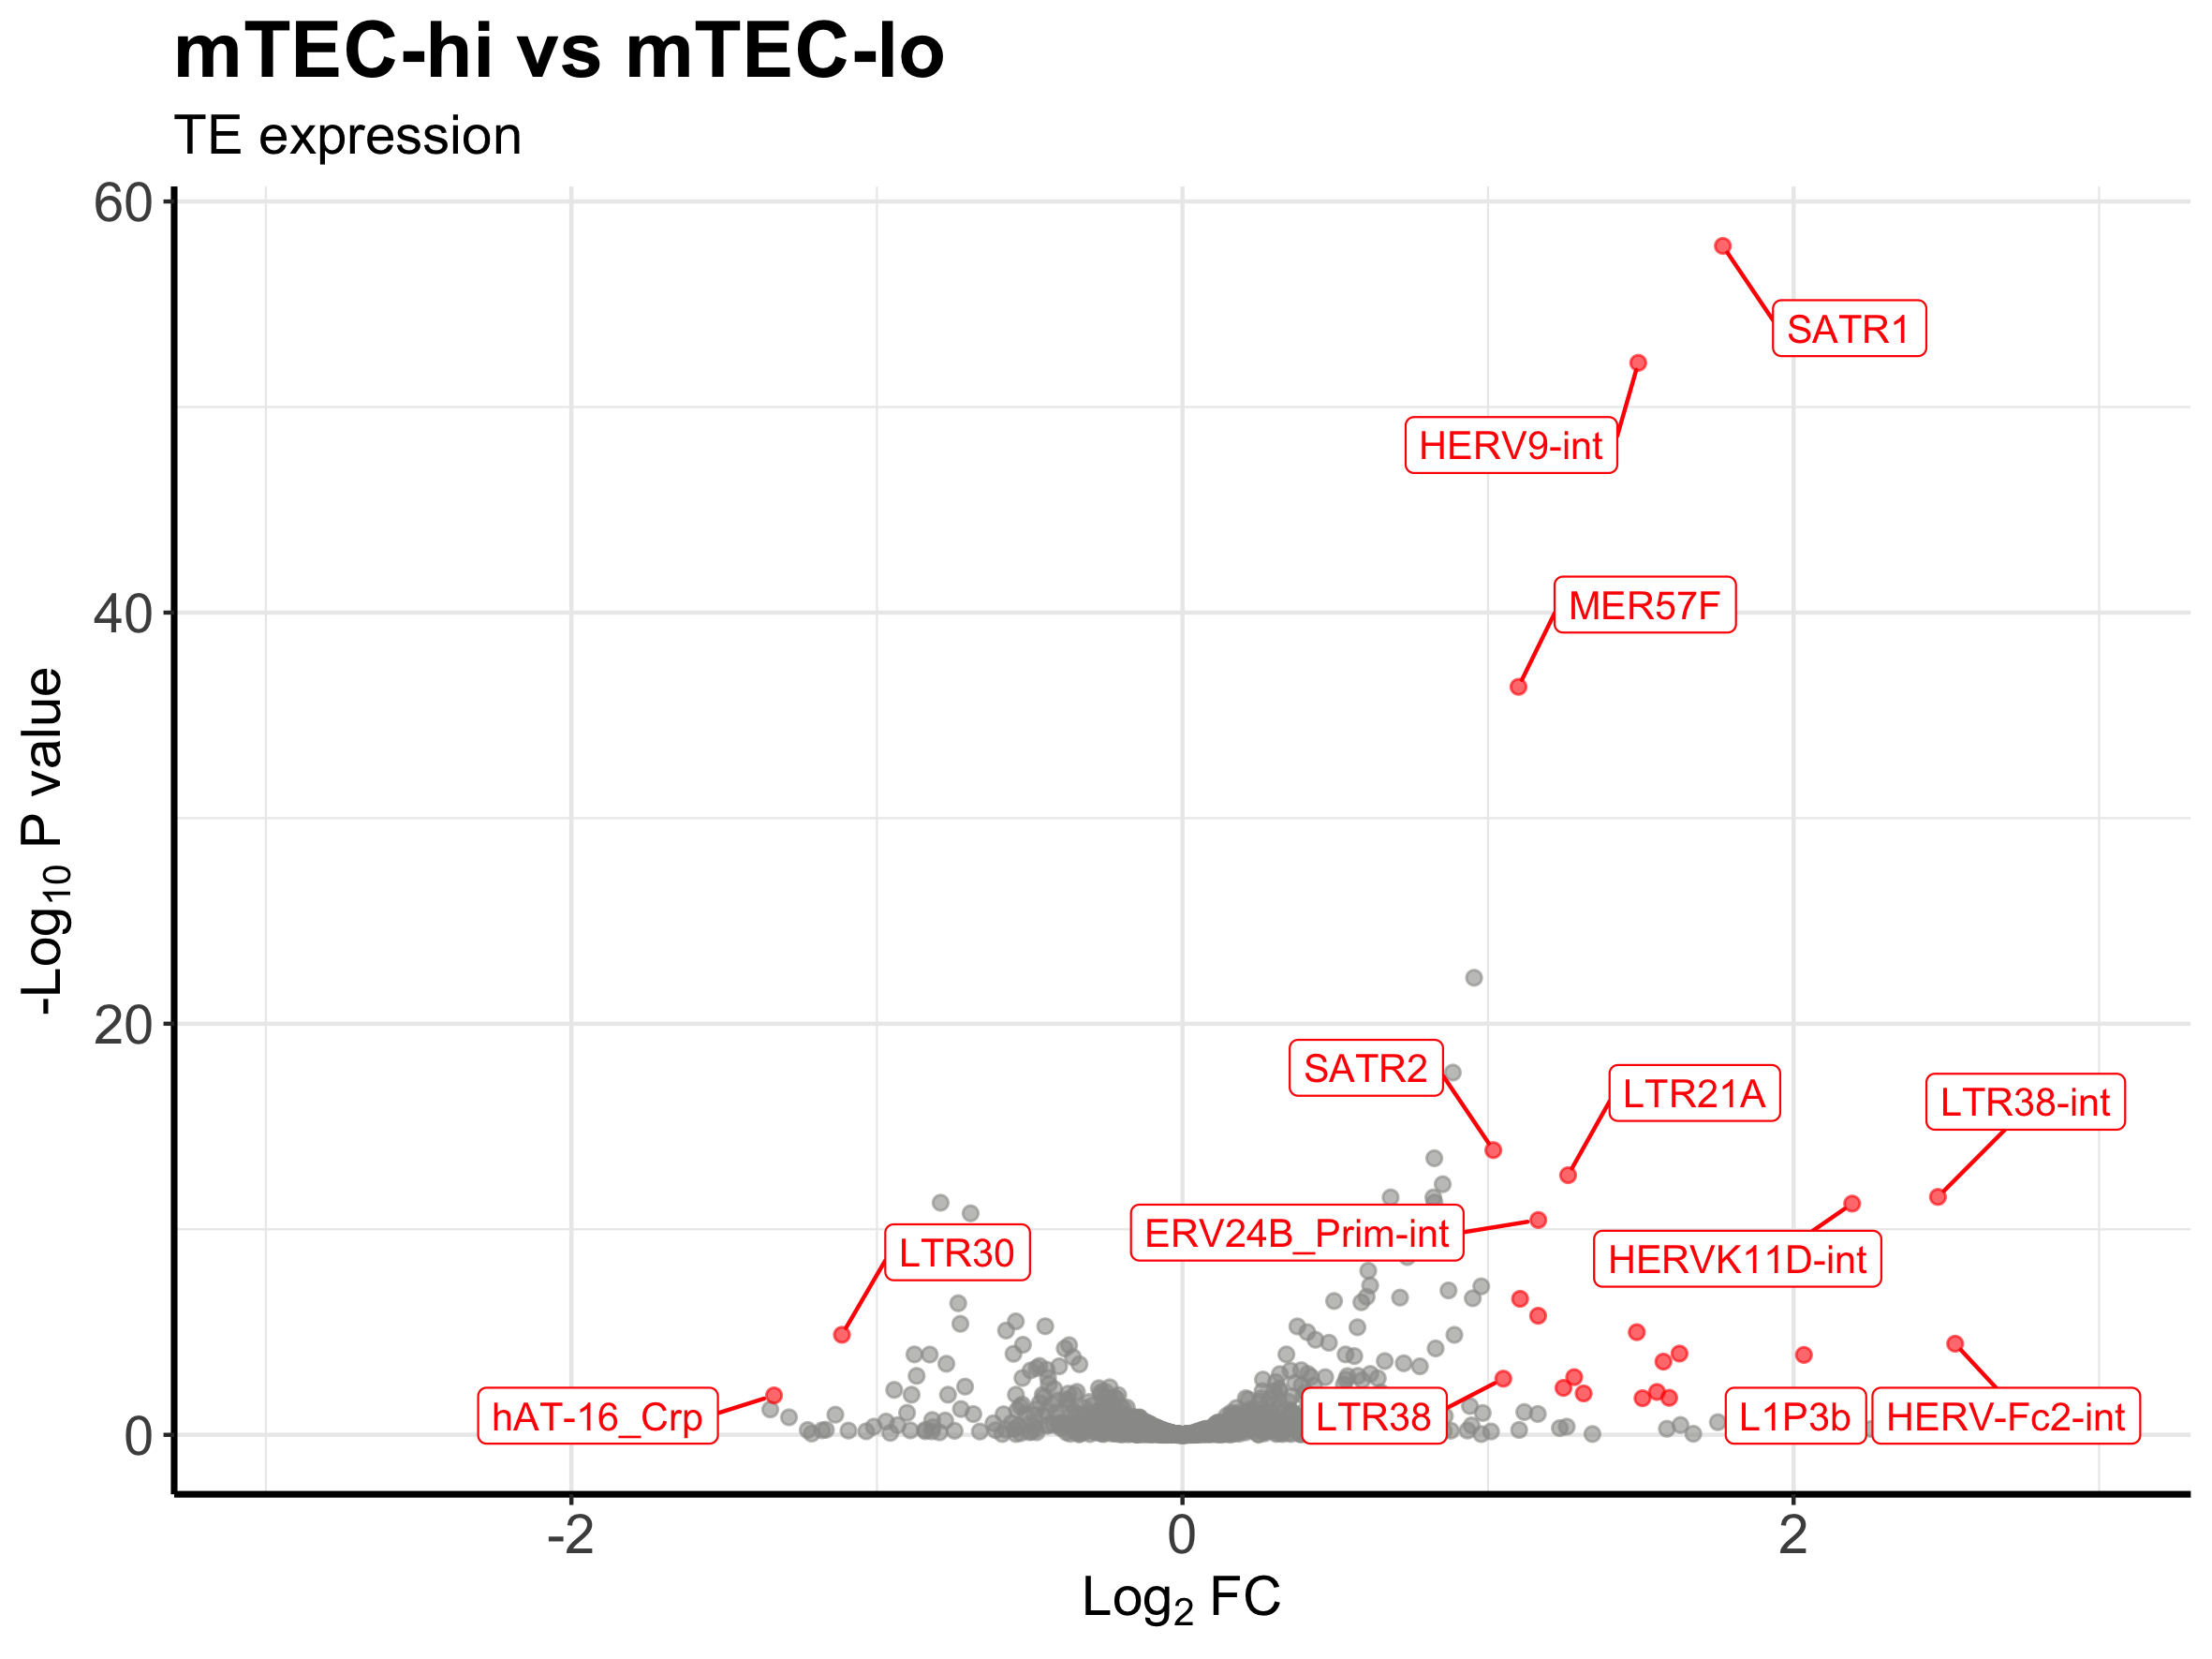 mTEC-hi vs mTEC-lo
TE expression
60
SATR1
HERV9-int
MER57F
40
-Log10 P value
20
SATR2
LTR21A
LTR38-int
ERV24B_Prim-int
HERVK11D-int
LTR30
hAT-16_Crp
LTR38
L1P3b
HERV-Fc2-int
0
-2
0
2
Log2 FC